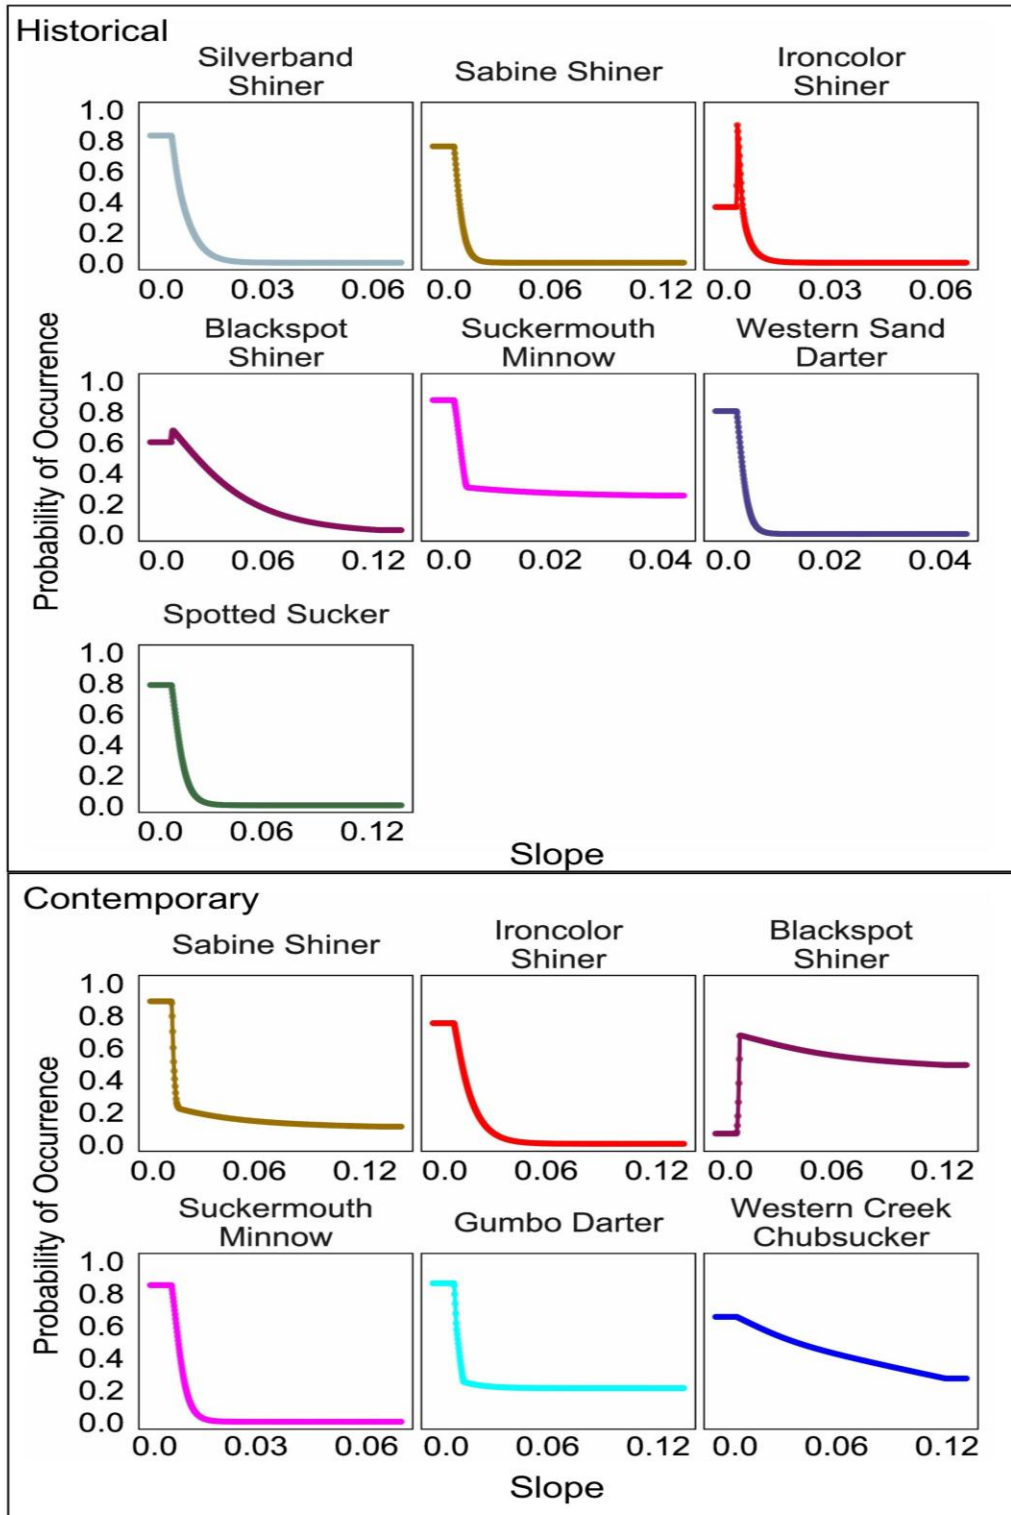 Historical
Silverband
Shiner
Sabine Shiner
Ironcolor
Shiner
1.0
0.8
0.6
0.4
0.2
0.0
0.0 0.03 0.06
0.0 0.06 0.12
0.0 0.03 0.06
Probability of Occurrence
Blackspot
Shiner
Suckermouth
Minnow
Western Sand
Darter
1.0
0.8
0.6
0.4
0.2
0.0
0.0 0.06 0.12
0.0 0.02 0.04
0.0 0.02 0.04
Spotted Sucker
1.0
0.8
0.6
0.4
0.2
0.0
0.0 0.06 0.12
Slope
Contemporary
Sabine Shiner
Ironcolor
Shiner
Blackspot
Shiner
1.0
0.8
0.6
0.4
0.2
0.0
0.0 0.06 0.12
0.0 0.06 0.12
0.0 0.06 0.12
Probability of Occurrence
Suckermouth
Minnow
Gumbo Darter
Western Creek
Chubsucker
1.0
0.8
0.6
0.4
0.2
0.0
0.0 0.03 0.06
0.0 0.06 0.12
0.0 0.06 0.12
Slope